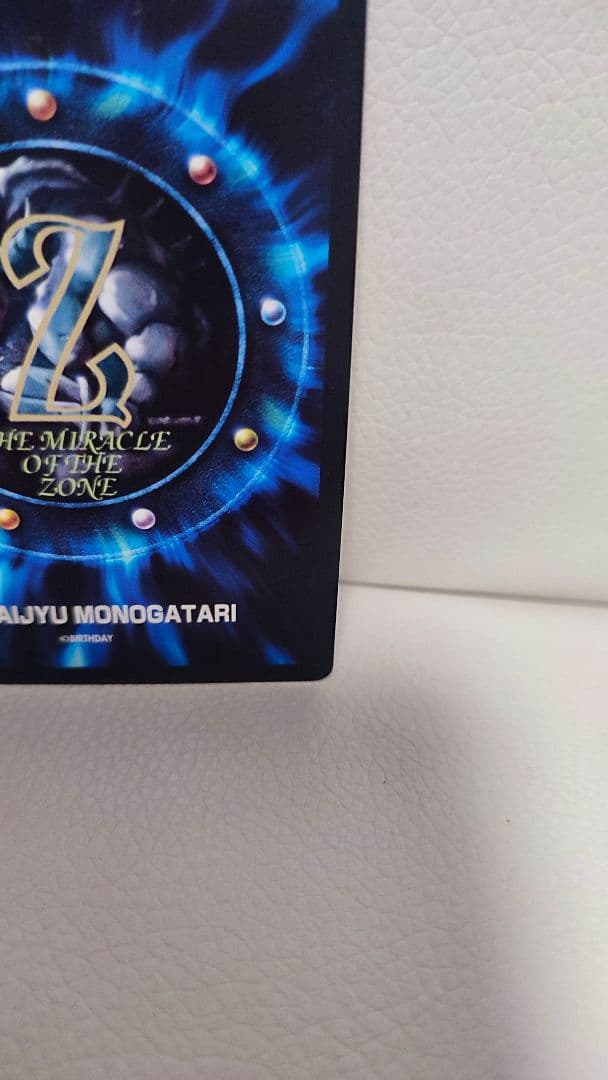 Z
HE MIRACLE
OF THE
ZONE
AIJYU MONOGATARI
©BIRTHDAY